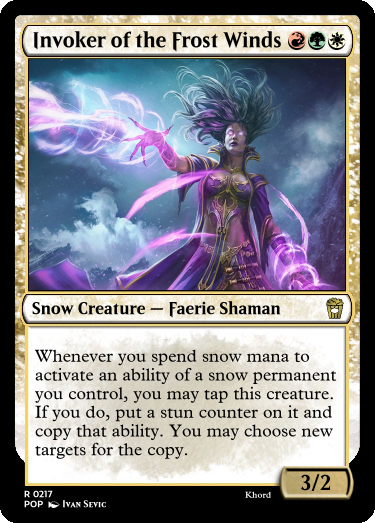 Invoker of the Frost Winds
Snow Creature — Faerie Shaman
Whenever you spend snow mana to
activate an ability of a snow permanent
you control, you may tap this creature.
If you do, put a stun counter on it and
copy that ability. You may choose new
targets for the copy.
3/2
R 0217
POP Ivan Sevic
Khord